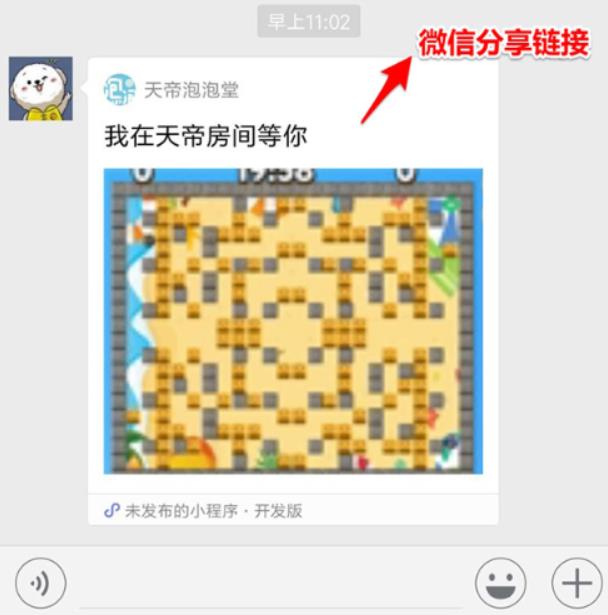 早上11:02
微信分享链接
天帝泡泡堂
我在天帝房间等你
0 19:58 0
未发布的小程序 · 开发版